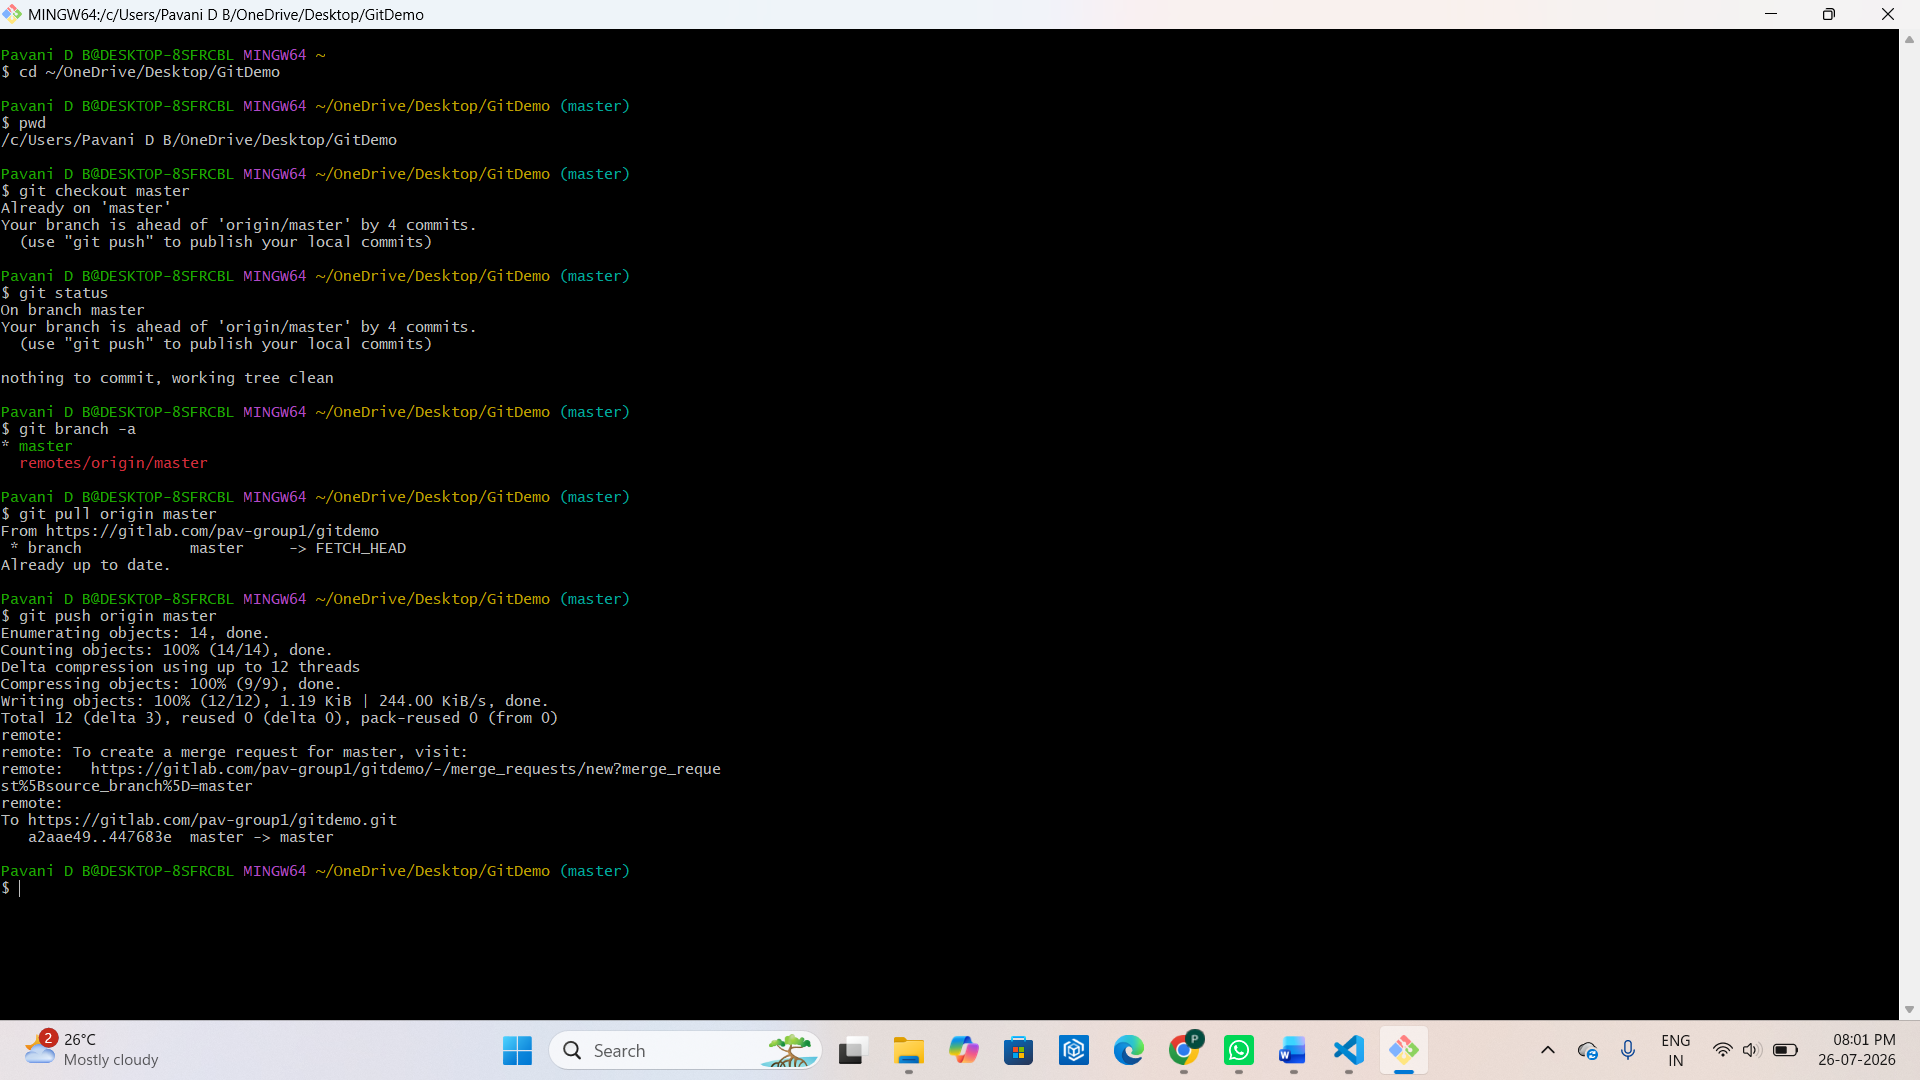 MINGW64:/c/Users/Pavani D B/OneDrive/Desktop/GitDemo
Pavani D B@DESKTOP-8SFRCBL MINGW64 ~
$ cd ~/OneDrive/Desktop/GitDemo
Pavani D B@DESKTOP-8SFRCBL MINGW64 ~/OneDrive/Desktop/GitDemo (master)
$ pwd
/c/Users/Pavani D B/OneDrive/Desktop/GitDemo
Pavani D B@DESKTOP-8SFRCBL MINGW64 ~/OneDrive/Desktop/GitDemo (master)
$ git checkout master
Already on 'master'
Your branch is ahead of 'origin/master' by 4 commits.
  (use "git push" to publish your local commits)
Pavani D B@DESKTOP-8SFRCBL MINGW64 ~/OneDrive/Desktop/GitDemo (master)
$ git status
On branch master
Your branch is ahead of 'origin/master' by 4 commits.
  (use "git push" to publish your local commits)
nothing to commit, working tree clean
Pavani D B@DESKTOP-8SFRCBL MINGW64 ~/OneDrive/Desktop/GitDemo (master)
$ git branch -a
* master
  remotes/origin/master
Pavani D B@DESKTOP-8SFRCBL MINGW64 ~/OneDrive/Desktop/GitDemo (master)
$ git pull origin master
From https://gitlab.com/pav-group1/gitdemo
 * branch            master     -> FETCH_HEAD
Already up to date.
Pavani D B@DESKTOP-8SFRCBL MINGW64 ~/OneDrive/Desktop/GitDemo (master)
$ git push origin master
Enumerating objects: 14, done.
Counting objects: 100% (14/14), done.
Delta compression using up to 12 threads
Compressing objects: 100% (9/9), done.
Writing objects: 100% (12/12), 1.19 KiB | 244.00 KiB/s, done.
Total 12 (delta 3), reused 0 (delta 0), pack-reused 0 (from 0)
remote:
remote: To create a merge request for master, visit:
remote:   https://gitlab.com/pav-group1/gitdemo/-/merge_requests/new?merge_reque
st%5Bsource_branch%5D=master
remote:
To https://gitlab.com/pav-group1/gitdemo.git
   a2aae49..447683e  master -> master
Pavani D B@DESKTOP-8SFRCBL MINGW64 ~/OneDrive/Desktop/GitDemo (master)
$
2
26°C
Mostly cloudy
Search
P
W
ENG
IN
08:01 PM
26-07-2026